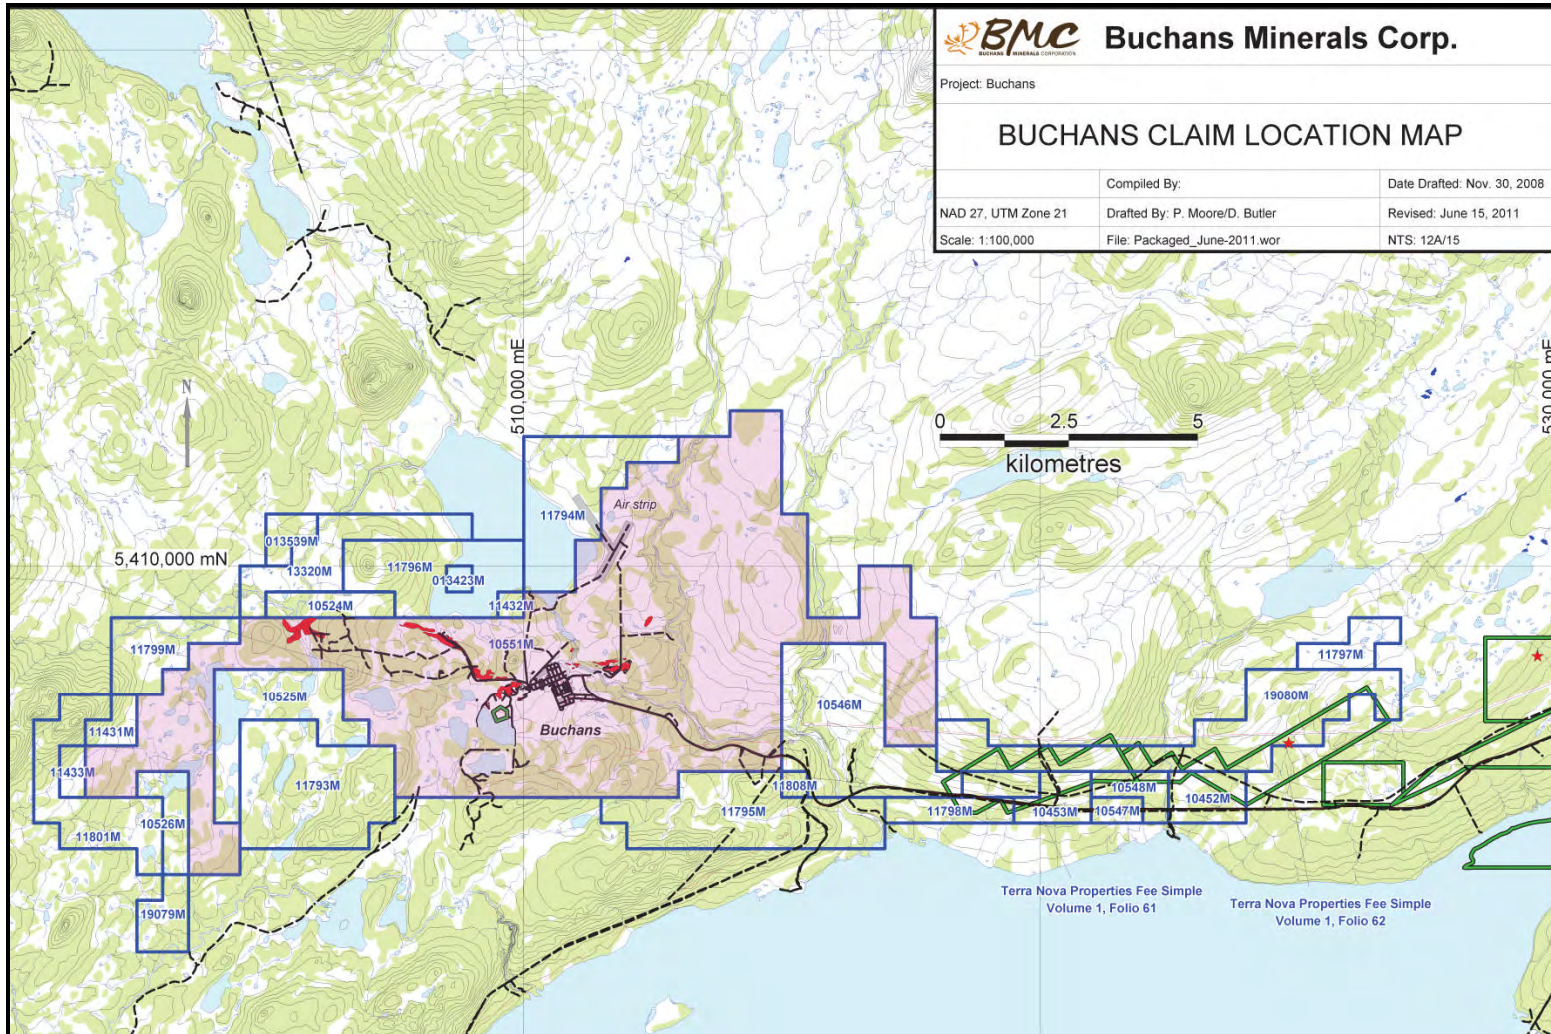 BMC
BUCHANS MINERALS CORPORATION
Buchans Minerals Corp.
Project: Buchans
BUCHANS CLAIM LOCATION MAP
Compiled By:
Date Drafted: Nov. 30, 2008
NAD 27, UTM Zone 21
Drafted By: P. Moore/D. Butler
Revised: June 15, 2011
Scale: 1:100,000
File: Packaged_June-2011.wor
NTS: 12A/15
N
510,000 mE
530,000 mE
0 2.5 5
kilometres
Air strip
11794M
013539M
5,410,000 mN
13320M
11796M
013423M
10524M
11432M
10551M
11799M
11797M
10525M
19080M
10546M
11431M
Buchans
11433M
11793M
11808M
10548M
10452M
11795M
11798M
10453M
10547M
10526M
11801M
19079M
Terra Nova Properties Fee Simple
Volume 1, Folio 61
Terra Nova Properties Fee Simple
Volume 1, Folio 62